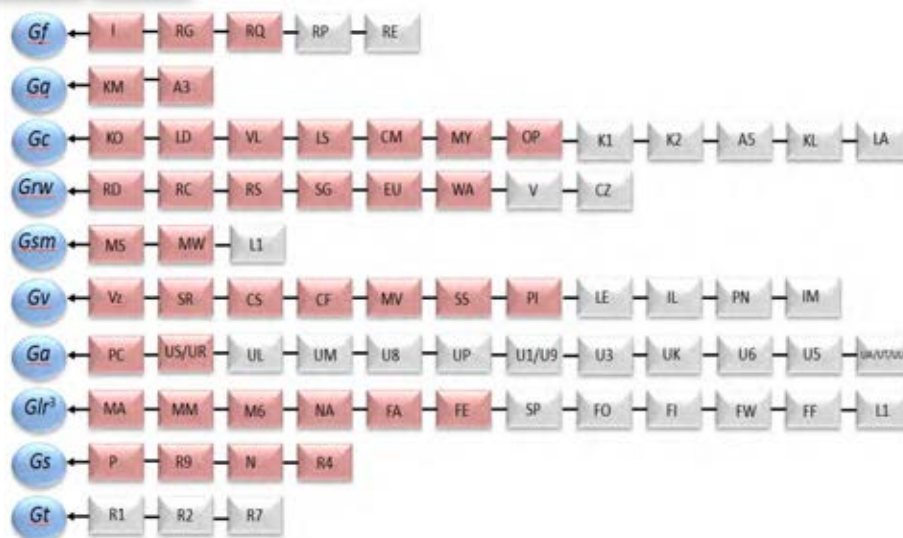 Gf I RG RQ RP RE
Gq KM A3
Gc KO LD VL LS CM MY OP K1 K2 A5 KL LA
Grw RD RC RS SG EU WA V CZ
Gsm MS MW L1
Gv Vz SR CS CF MV SS PI LE IL PN IM
Ga PC US/UR UL UM U8 UP U1/U9 U3 UK U6 U5
Glr³ MA MM M6 NA FA FE SP FO FI FW FF L1
Gs P R9 N R4
Gt R1 R2 R7